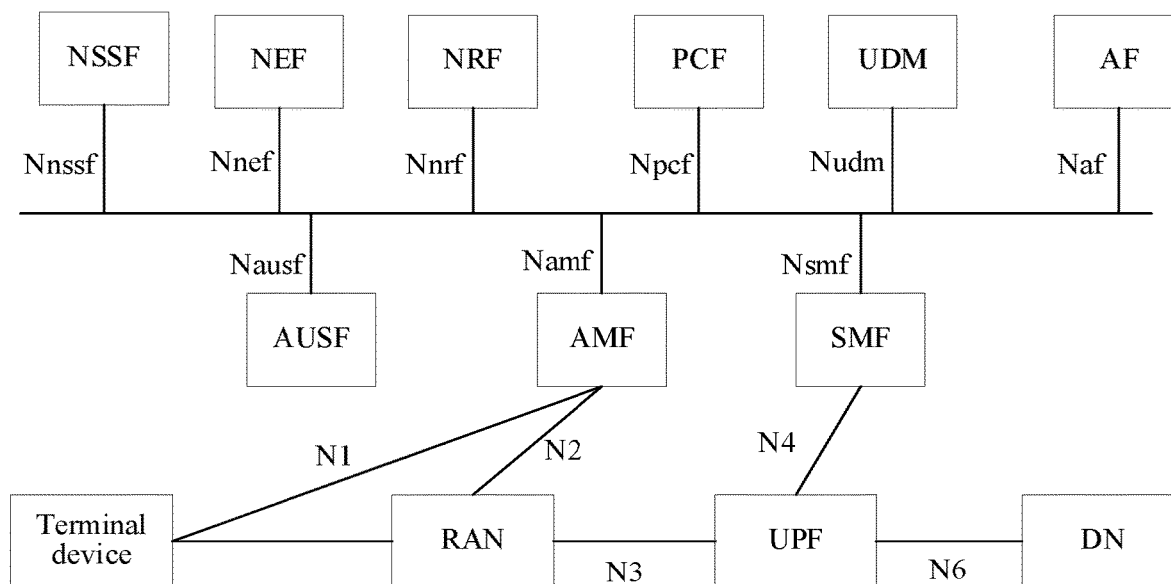 NSSF
NEF
NRF
PCF
UDM
AF
Nnssf
Nnef
Nnrf
Npcf
Nudm
Naf
Nausf
Namf
Nsmf
AUSF
AMF
SMF
N1
N2
N4
Terminal
device
RAN
UPF
DN
N3
N6